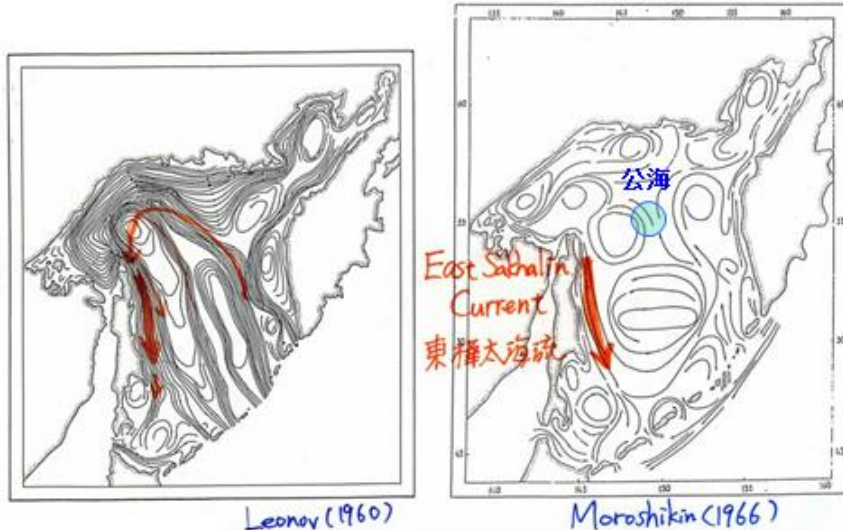 公海
East Sakhalin
Current
東樺太海流
Leonov (1960)
Moroshikin (1966)